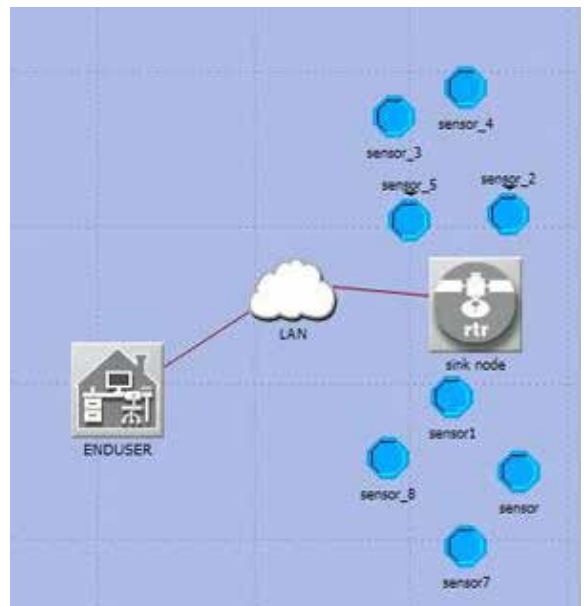 sensor_4
sensor_3
sensor_5
sensor_2
LAN
rtr
sink node
sensor1
ENDUSER
sensor_8
sensor
sensor7